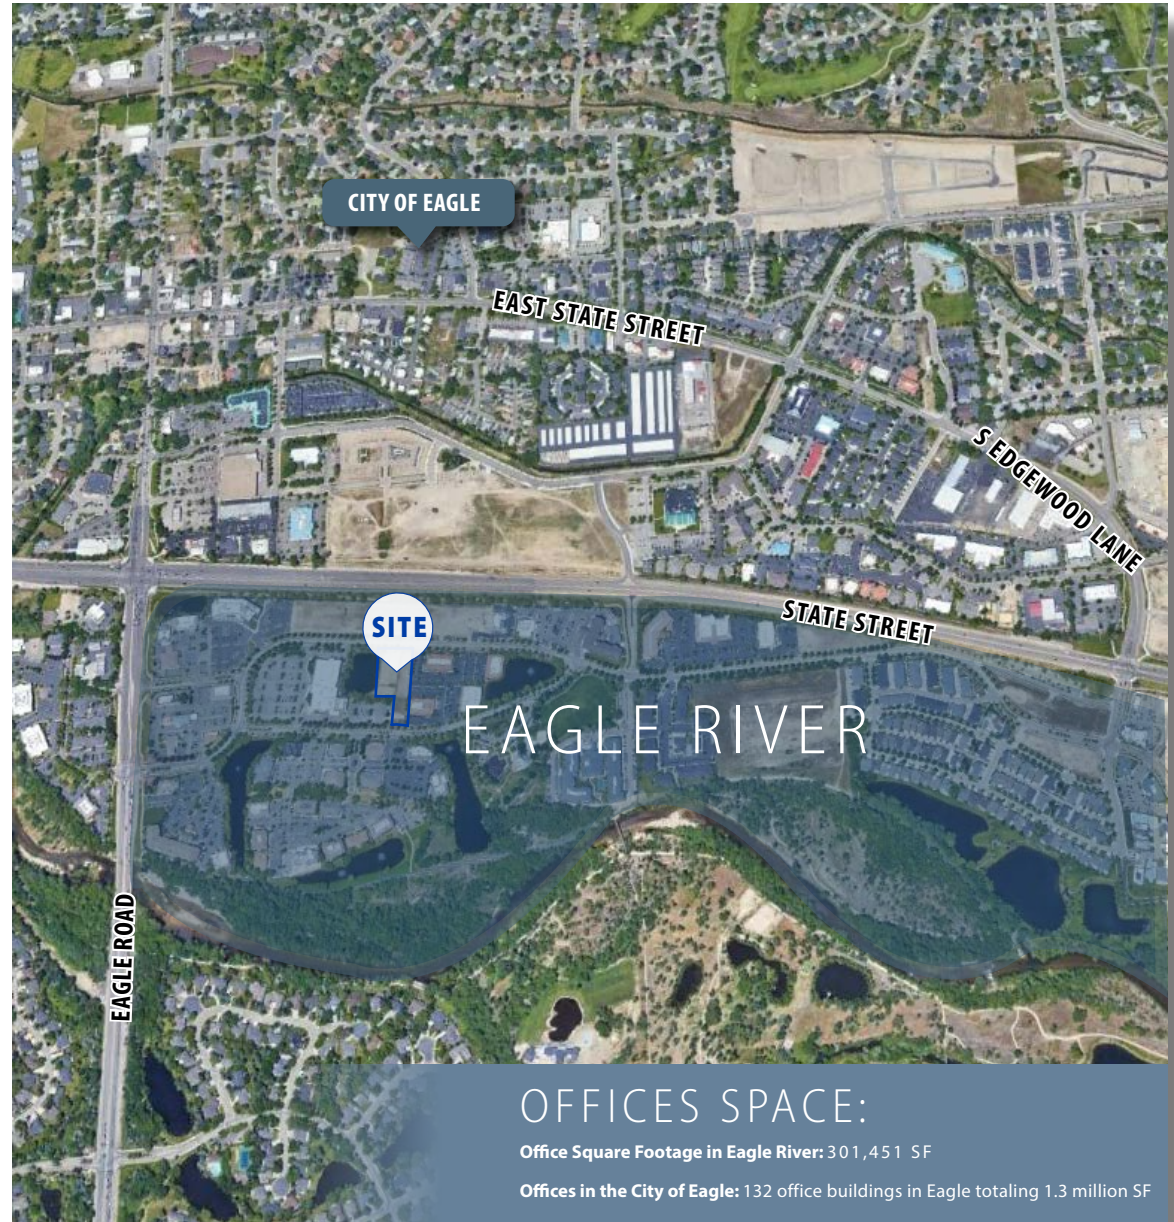 CITY OF EAGLE
EAST STATE STREET
S EDGEWOOD LANE
STATE STREET
SITE
EAGLE RIVER
EAGLE ROAD
OFFICES SPACE:
Office Square Footage in Eagle River: 301,451 SF
Offices in the City of Eagle: 132 office buildings in Eagle totaling 1.3 million SF